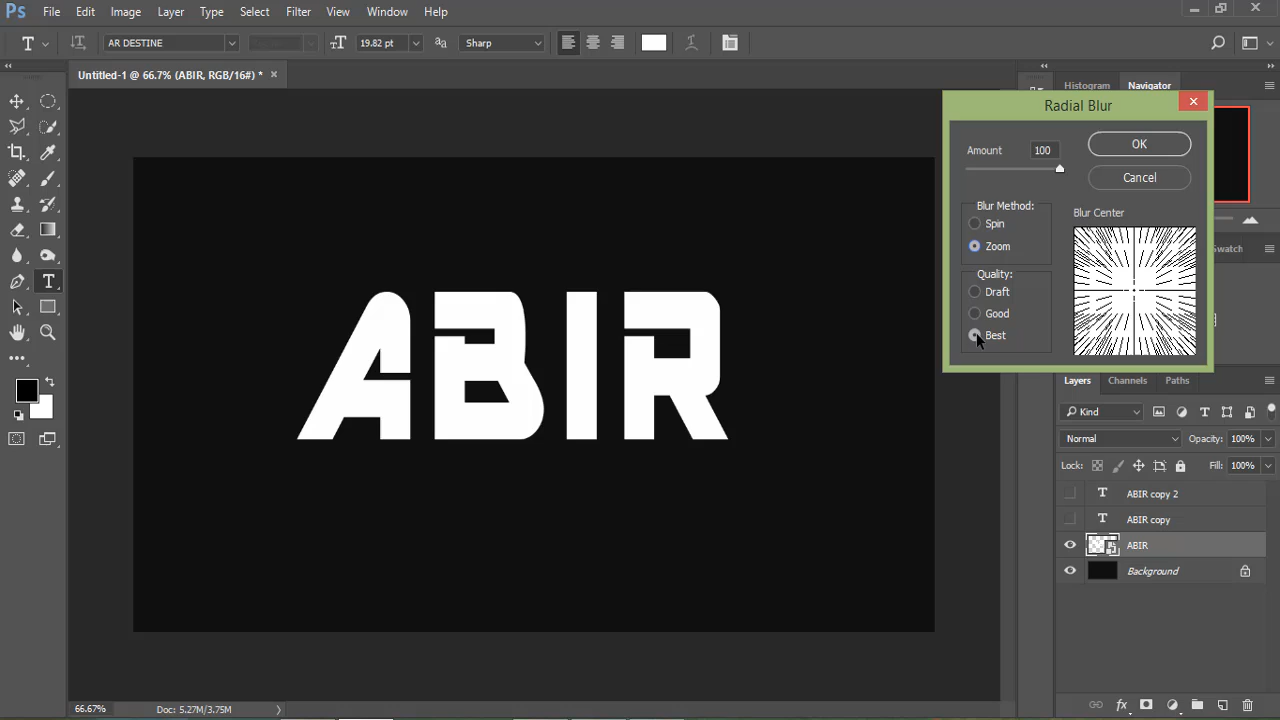 Ps File Edit Image Layer Type Select Filter View Window Help
T AR DESTINE 19.82 pt aa Sharp
Untitled-1 @ 66.7% (ABIR, RGB/16#) * ×
Histogram Navigator
Radial Blur
Amount 100 OK
Cancel
Blur Method:
Spin
Zoom
Blur Center
Quality:
Draft
Good
Best
Swatch
ABIR
Layers Channels Paths
Kind
Normal Opacity: 100%
Lock: Fill: 100%
T ABIR copy 2
T ABIR copy
ABIR
Background
66.67% Doc: 5.27M/3.75M
fx